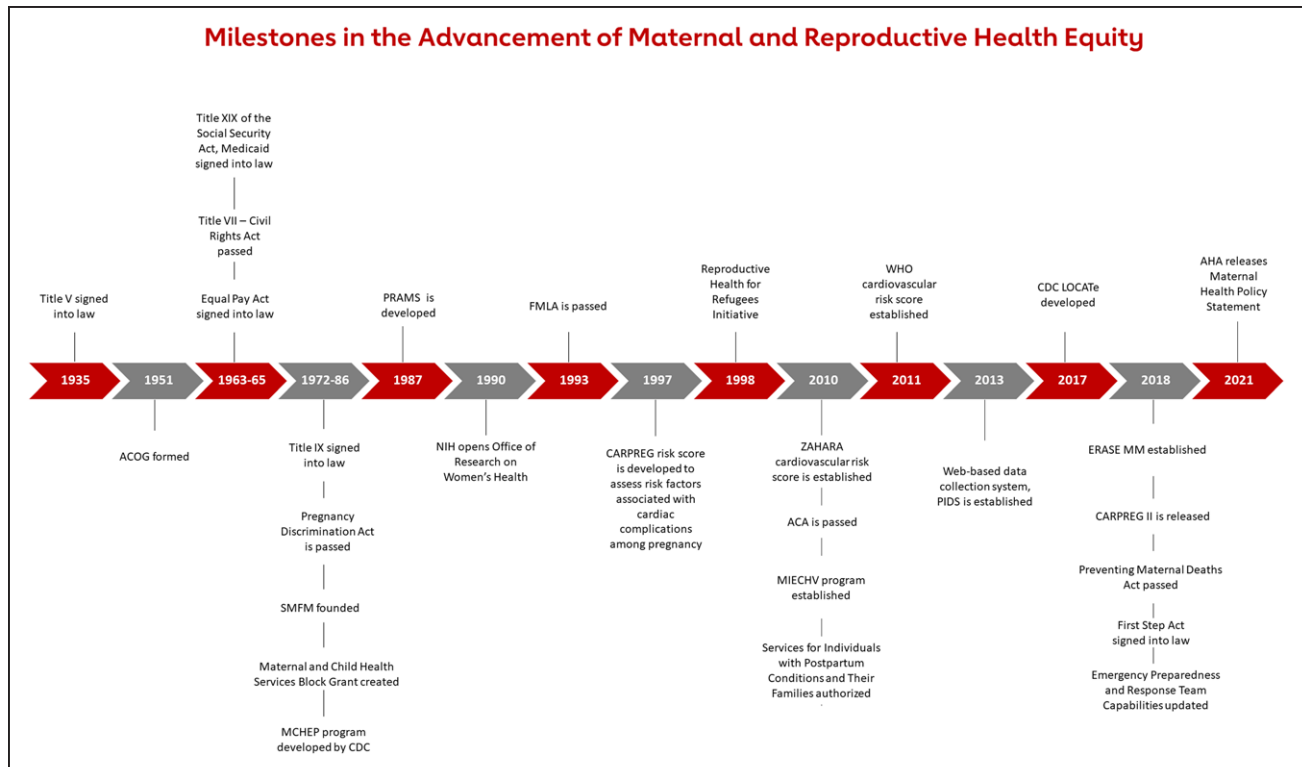 Milestones in the Advancement of Maternal and Reproductive Health Equity
Title XIX of the
Social Security
Act, Medicaid
signed into law
Title VII – Civil
Rights Act
passed
Title V signed
into law
Equal Pay Act
signed into law
PRAMS is
developed
FMLA is passed
Reproductive
Health for
Refugees
Initiative
WHO
cardiovascular
risk score
established
CDC LOCATe
developed
AHA releases
Maternal
Health Policy
Statement
1935
1951
1963-65
1972-86
1987
1990
1993
1997
1998
2010
2011
2013
2017
2018
2021
ACOG formed
Title IX signed
into law
Pregnancy
Discrimination Act
is passed
SMFM founded
Maternal and Child Health
Services Block Grant created
MCHEP program
developed by CDC
NIH opens Office of
Research on
Women's Health
CARPREG risk score
is developed to
assess risk factors
associated with
cardiac
complications
among pregnancy
ZAHARA
cardiovascular risk
score is established
ACA is passed
MIECHV program
established
Services for Individuals
with Postpartum
Conditions and Their
Families authorized
Web-based data
collection system,
PIDS is established
ERASE MM established
CARPREG II is released
Preventing Maternal Deaths
Act passed
First Step Act
signed into law
Emergency Preparedness
and Response Team
Capabilities updated